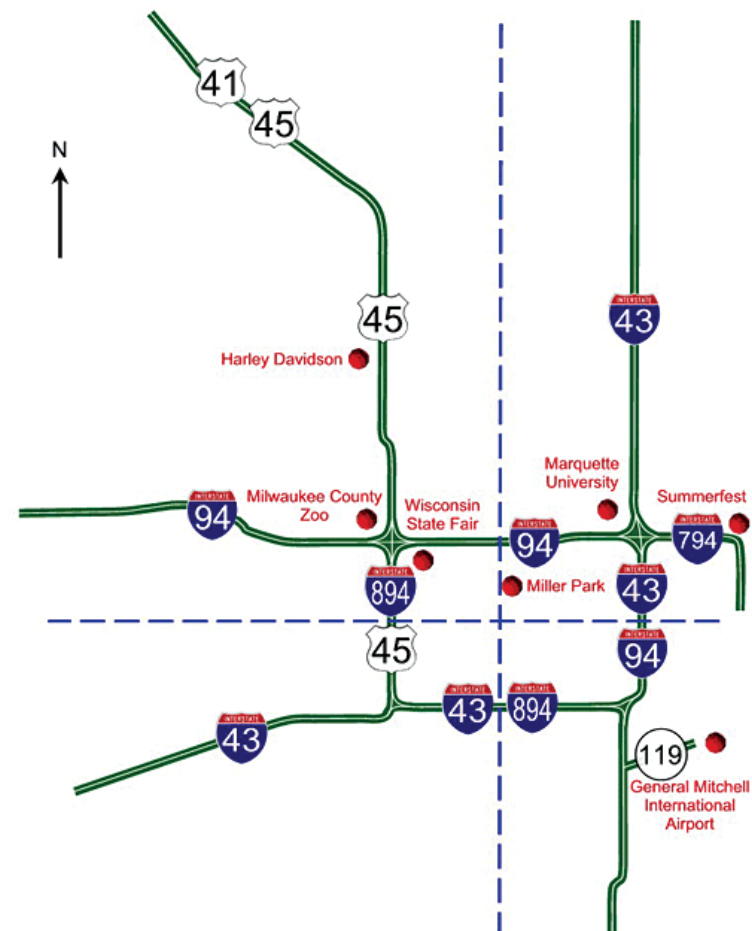 41
45
N
INTERSTATE
43
45
Harley Davidson
Marquette
University
Milwaukee County
Zoo
Wisconsin
State Fair
Summerfest
INTERSTATE
94
INTERSTATE
94
INTERSTATE
794
INTERSTATE
894
Miller Park
INTERSTATE
43
45
INTERSTATE
94
INTERSTATE
43
INTERSTATE
894
INTERSTATE
43
119
General Mitchell
International
Airport